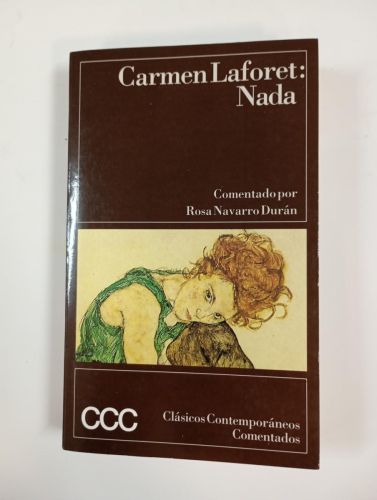 Carmen Laforet:
Nada
Comentado por
Rosa Navarro Durán
CCC
Clásicos Contemporáneos
Comentados